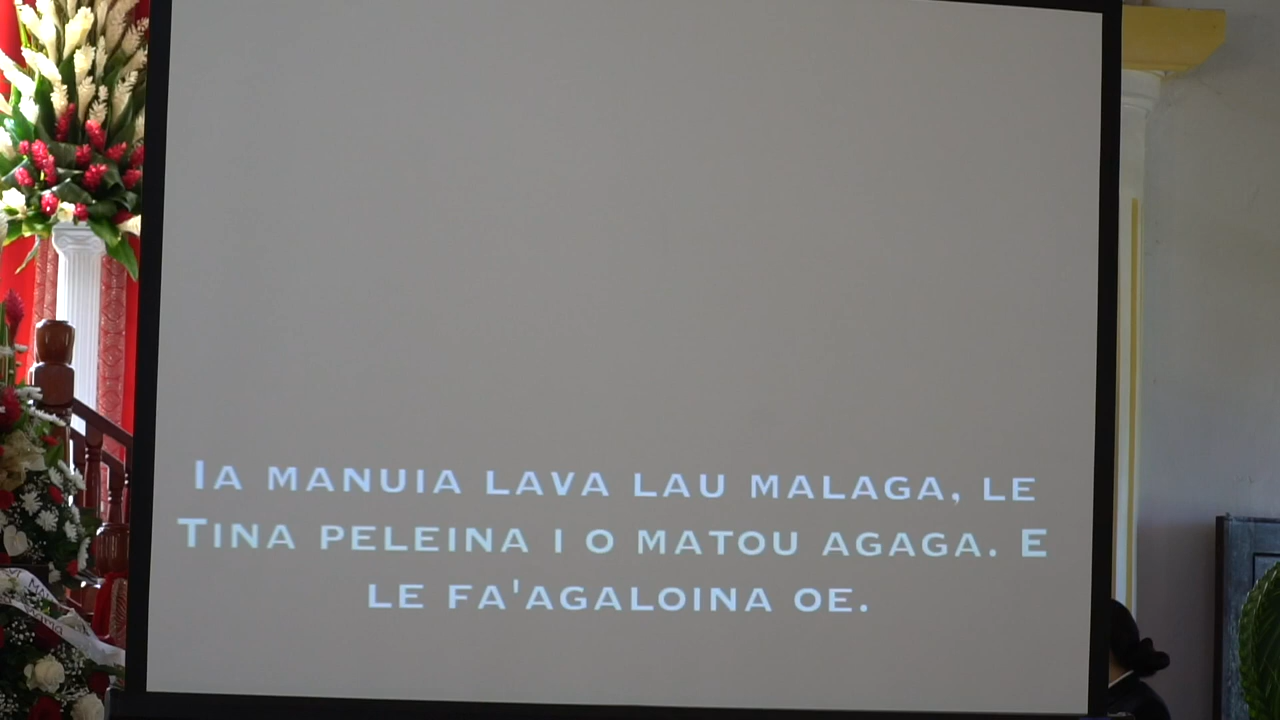 IA MANUIA LAVA LAU MALAGA, LE
TINA PELEINA I O MATOU AGAGA. E
LE FA'AGALOINA OE.